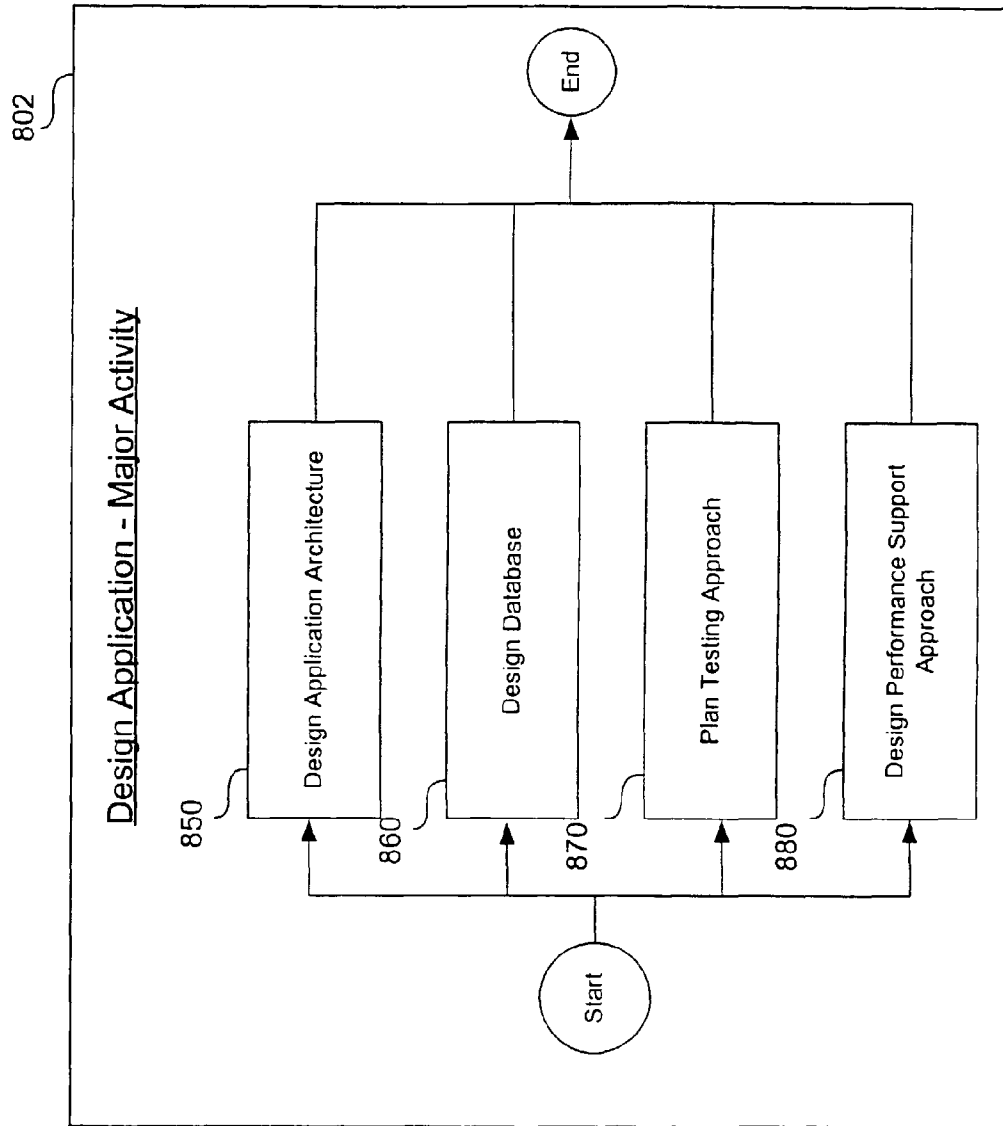 802
Design Application - Major Activity
850
Design Application Architecture
860
Design Database
870
Plan Testing Approach
880
Design Performance Support
Approach
Start
End